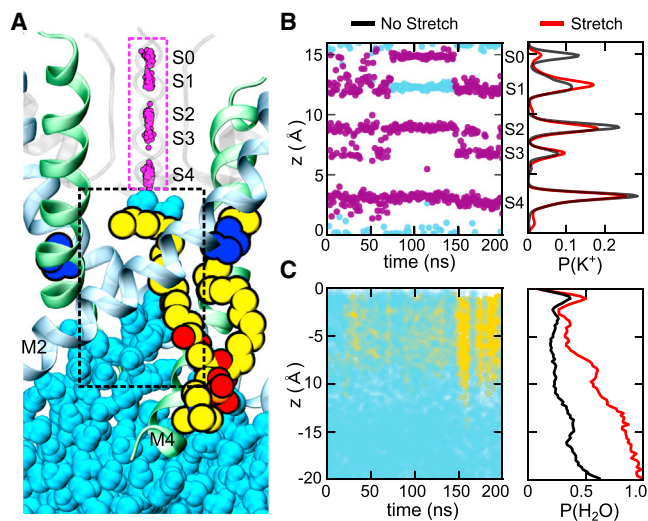 A
S0
S1
S2
S3
S4
M2
M4
B
No Stretch
Stretch
15
10
5
0
z (Å)
0 50 100 150 200
time (ns)
S0
S1
S2
S3
S4
0 0.1 0.2
P(K⁺)
C
0
-5
-10
-15
-20
z (Å)
0 50 100 150 200
time (ns)
0 0.5 1.0
P(H₂O)